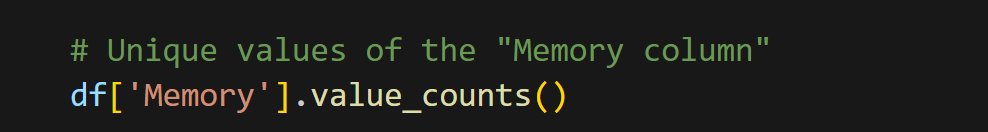 # Unique values of the "Memory column"
df['Memory'].value_counts()